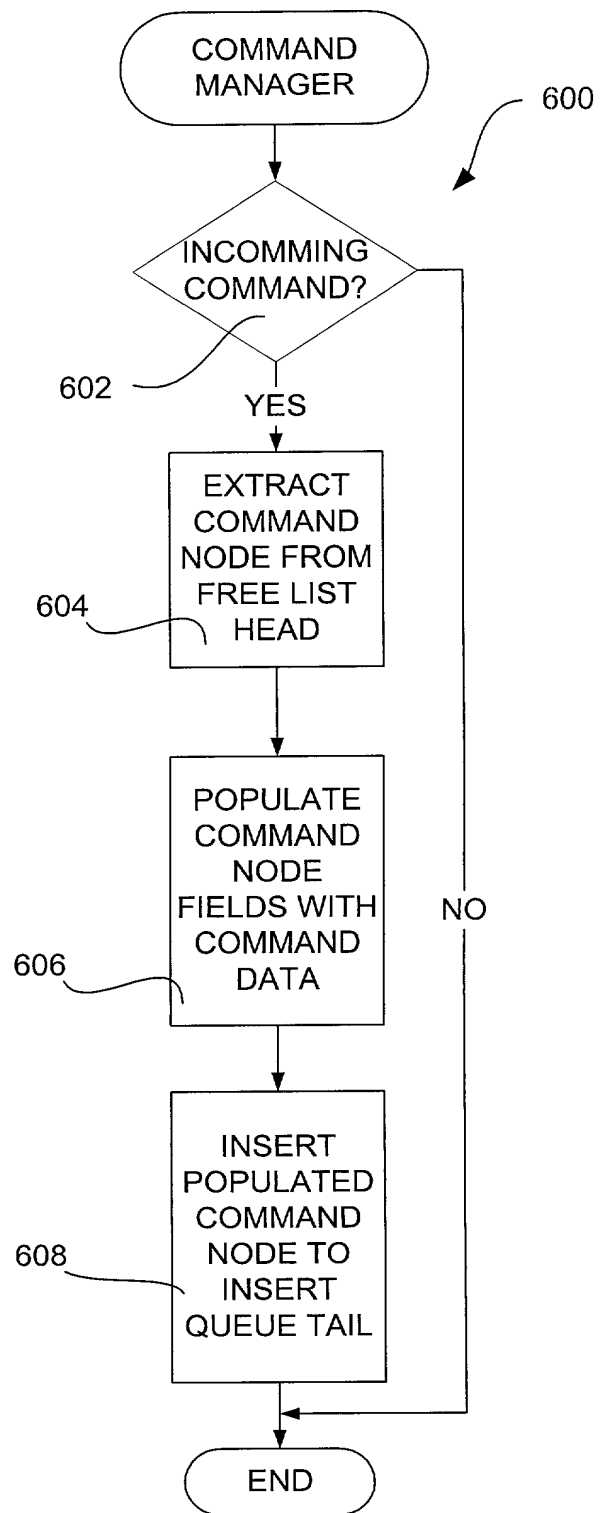 COMMAND
MANAGER
600
INCOMMING
COMMAND?
602
YES
EXTRACT
COMMAND
NODE FROM
FREE LIST
HEAD
604
POPULATE
COMMAND
NODE
FIELDS WITH
COMMAND
DATA
NO
606
INSERT
POPULATED
COMMAND
NODE TO
INSERT
QUEUE TAIL
608
END